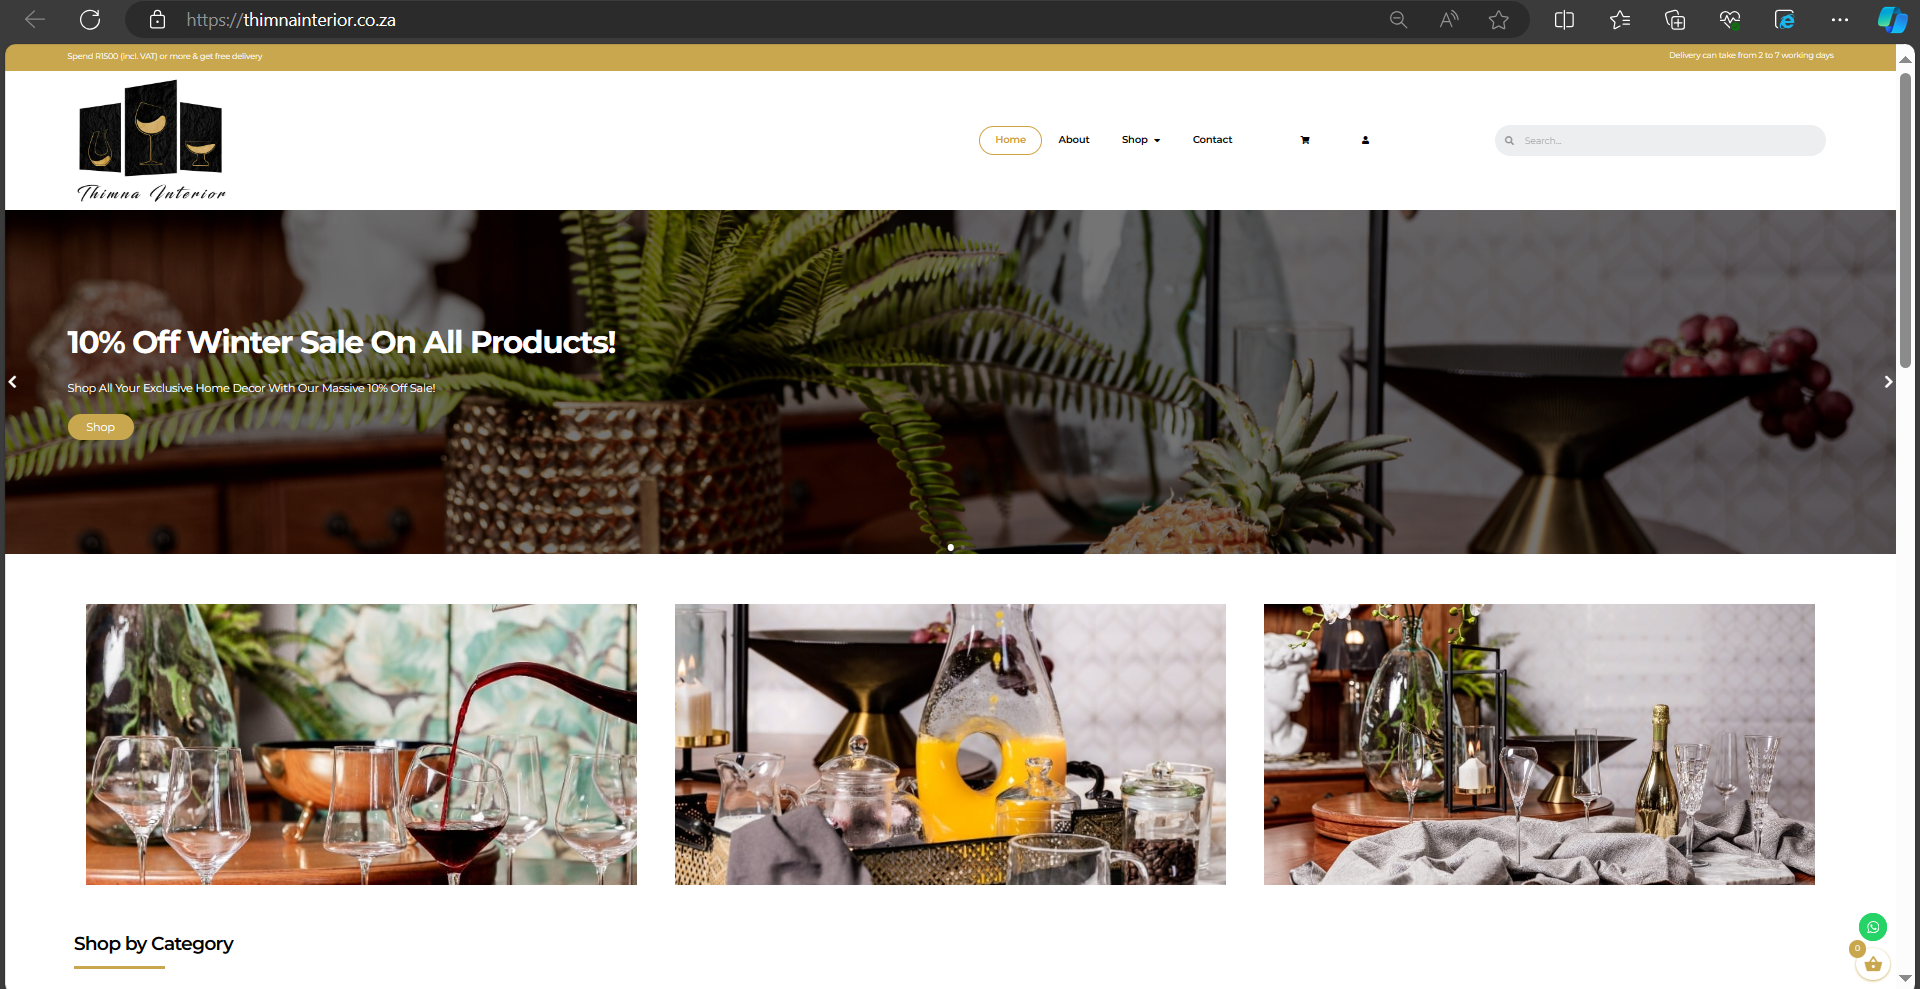 https://thimnainterior.co.za
Spend R1500 (incl. VAT) or more & get free delivery
Delivery can take from 2 to 7 working days
Thimna Interior
Home
About
Shop
Contact
Search...
10% Off Winter Sale On All Products!
Shop All Your Exclusive Home Decor With Our Massive 10% Off Sale!
Shop
Shop by Category
0